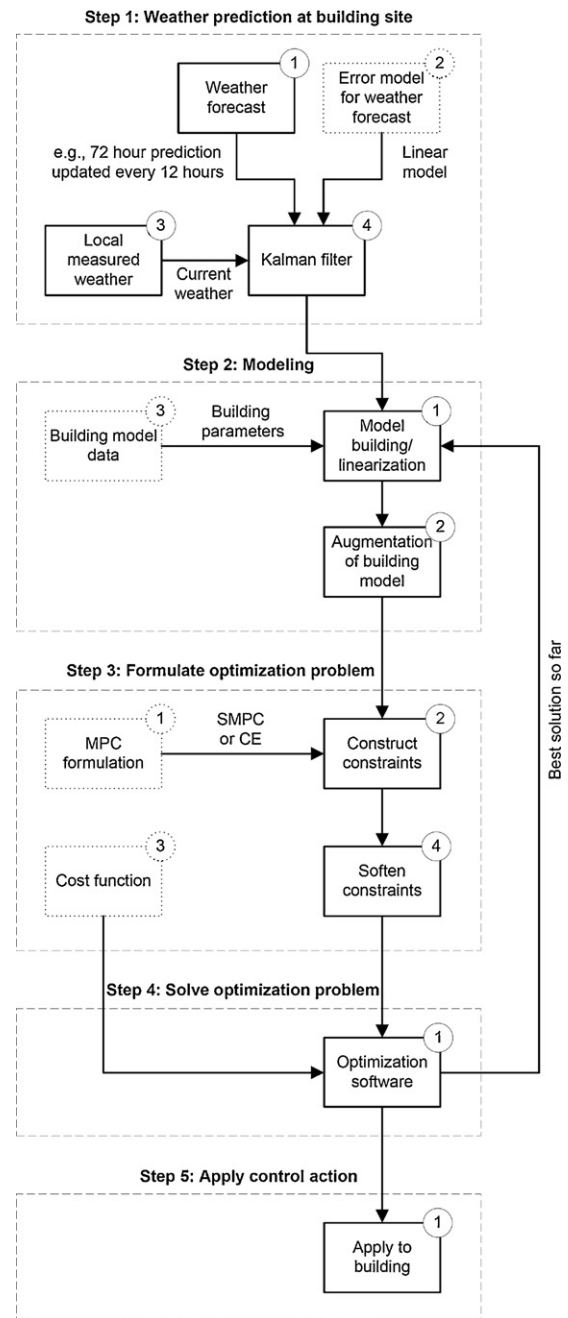 Step 1: Weather prediction at building site
1
Weather
forecast
2
Error model
for weather
forecast
e.g., 72 hour prediction
updated every 12 hours
Linear
model
3
Local
measured
weather
Current
weather
4
Kalman filter
Step 2: Modeling
3
Building model
data
Building
parameters
1
Model
building/
linearization
2
Augmentation
of building
model
Best solution so far
Step 3: Formulate optimization problem
1
MPC
formulation
SMPC
or CE
2
Construct
constraints
3
Cost function
4
Soften
constraints
Step 4: Solve optimization problem
1
Optimization
software
Step 5: Apply control action
1
Apply to
building